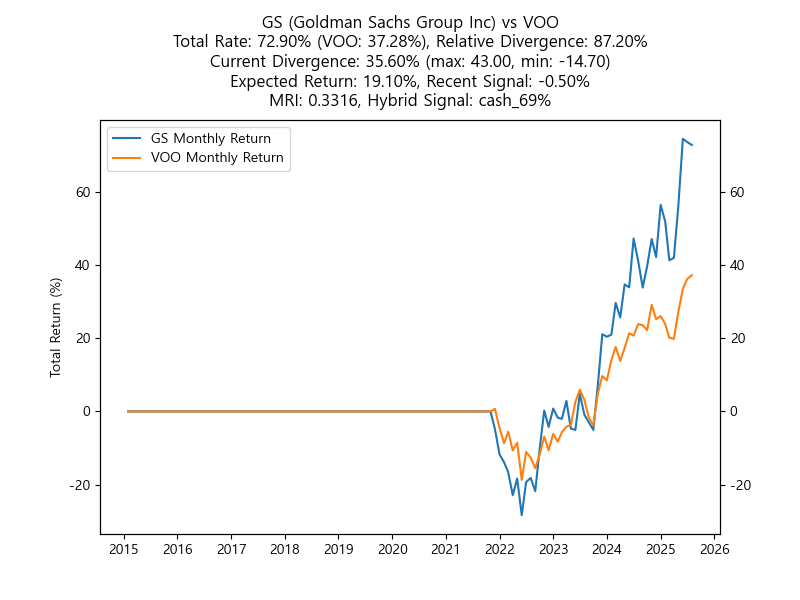 GS (Goldman Sachs Group Inc) vs VOO
Total Rate: 72.90% (VOO: 37.28%), Relative Divergence: 87.20%
Current Divergence: 35.60% (max: 43.00, min: -14.70)
Expected Return: 19.10%, Recent Signal: -0.50%
MRI: 0.3316, Hybrid Signal: cash_69%
GS Monthly Return
VOO Monthly Return
Total Return (%)
60
40
20
0
-20
60
40
20
0
-20
2015 2016 2017 2018 2019 2020 2021 2022 2023 2024 2025 2026